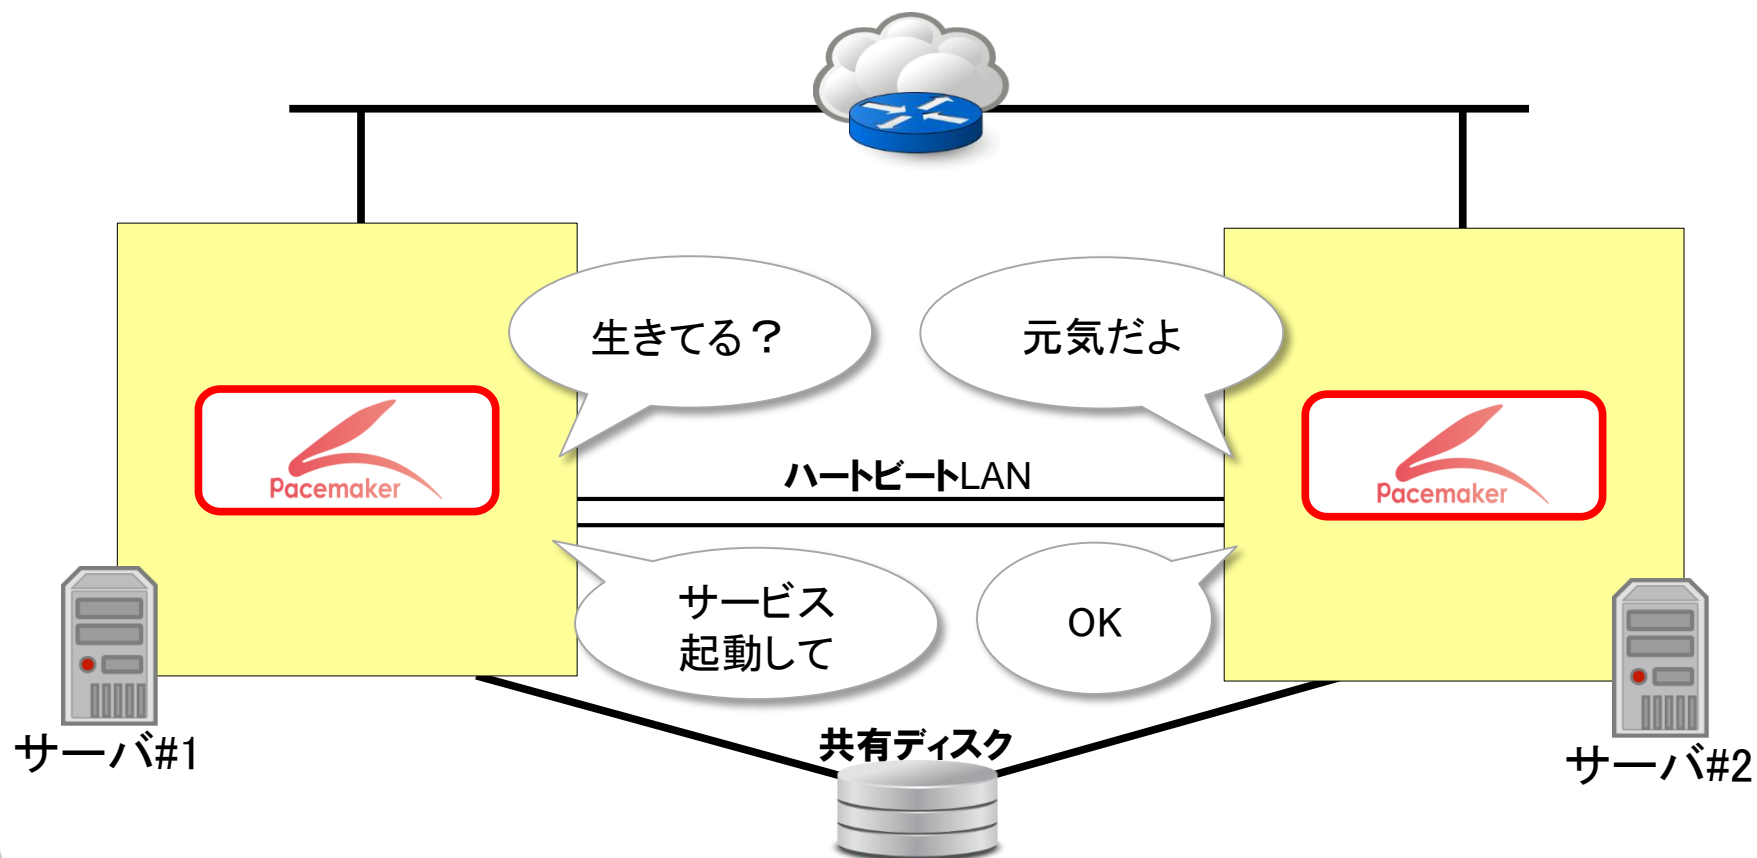 生きてる？
元気だよ
Pacemaker
Pacemaker
ハートビートLAN
サービス
起動して
OK
共有ディスク
サーバ#1
サーバ#2